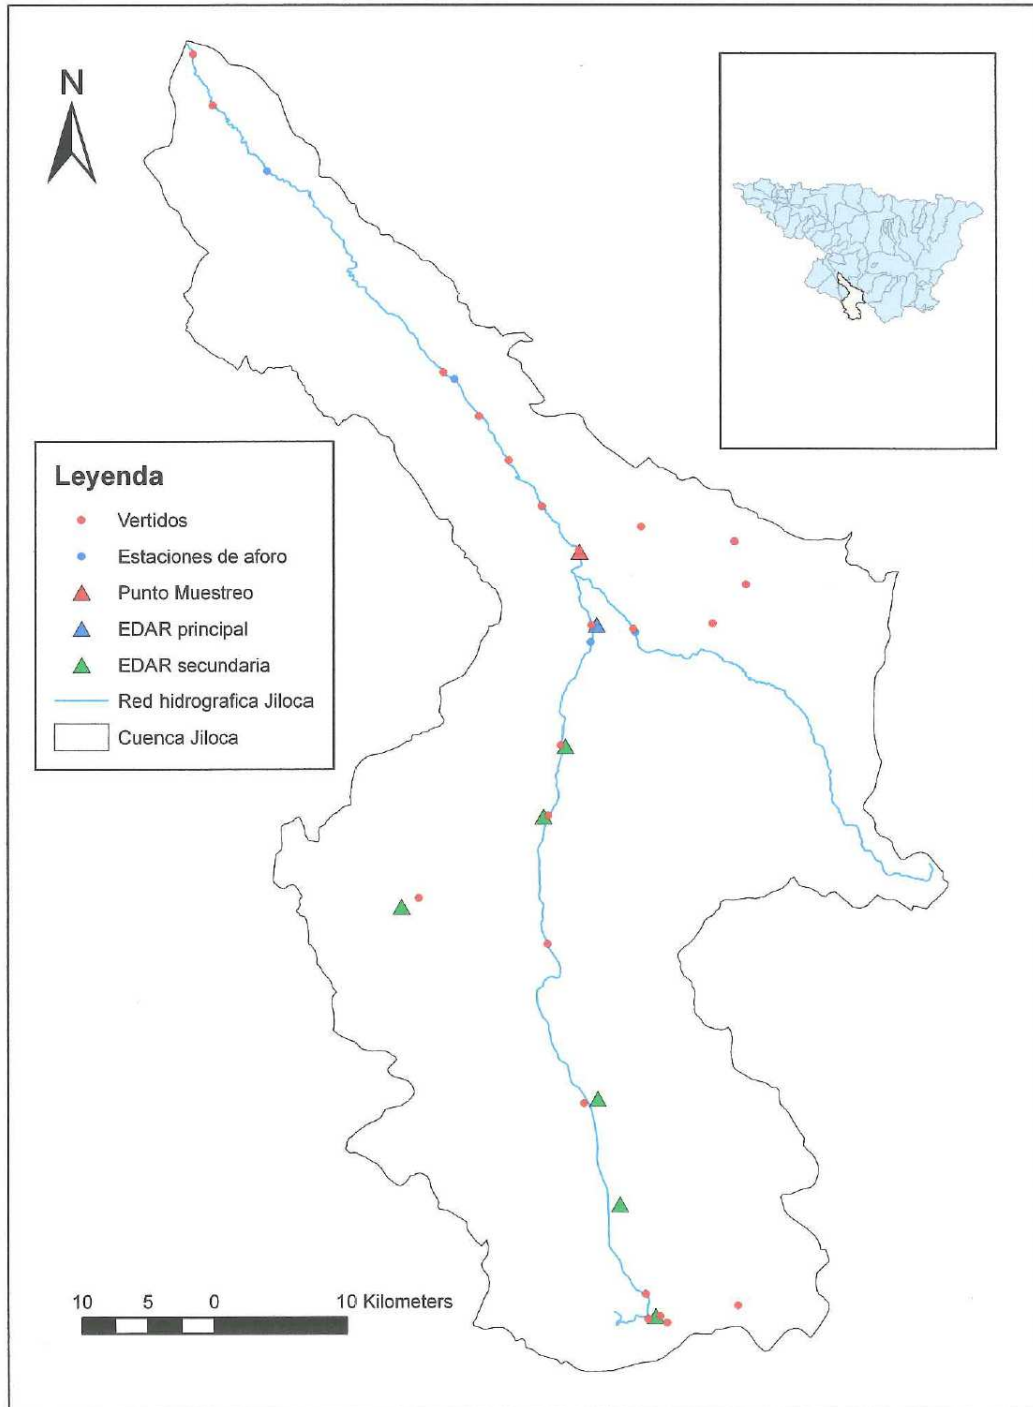 N
Leyenda
Vertidos
Estaciones de aforo
Punto Muestreo
EDAR principal
EDAR secundaria
Red hidrografica Jiloca
Cuenca Jiloca
10 5 0 10 Kilometers